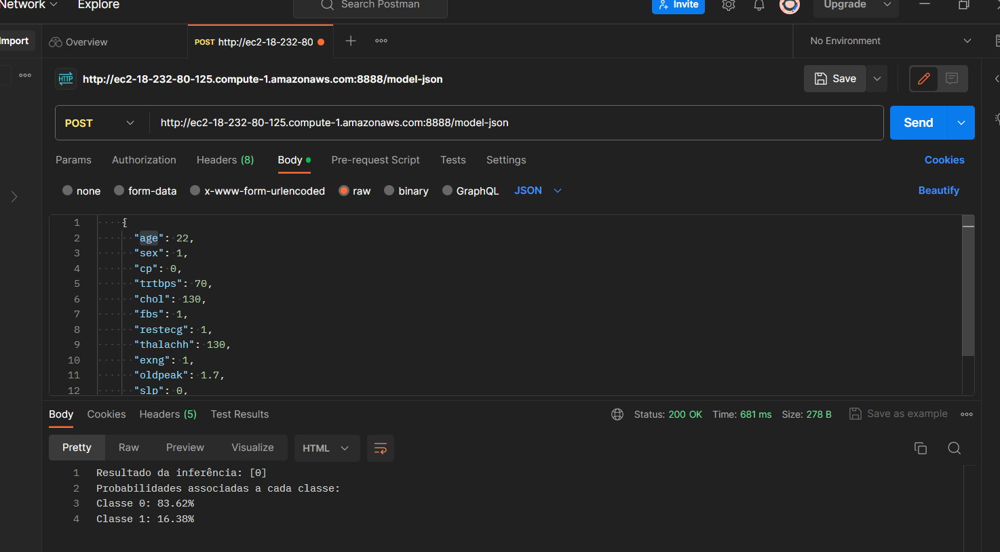 Network Explore Search Postman Invite Upgrade
Import Overview POST http://ec2-18-232-80 No Environment
HTTP http://ec2-18-232-80-125.compute-1.amazonaws.com:8888/model-json Save
POST http://ec2-18-232-80-125.compute-1.amazonaws.com:8888/model-json Send
Params Authorization Headers (8) Body Pre-request Script Tests Settings Cookies
none form-data x-www-form-urlencoded raw binary GraphQL JSON Beautify
1 {
2 "age": 22,
3 "sex": 1,
4 "cp": 0,
5 "trtbps": 70,
6 "chol": 130,
7 "fbs": 1,
8 "restecg": 1,
9 "thalachh": 130,
10 "exng": 1,
11 "oldpeak": 1.7,
12 "slp": 0,
Body Cookies Headers (5) Test Results Status: 200 OK Time: 681 ms Size: 278 B Save as example
Pretty Raw Preview Visualize HTML
1 Resultado da inferência: [0]
2 Probabilidades associadas a cada classe:
3 Classe 0: 83.62%
4 Classe 1: 16.38%